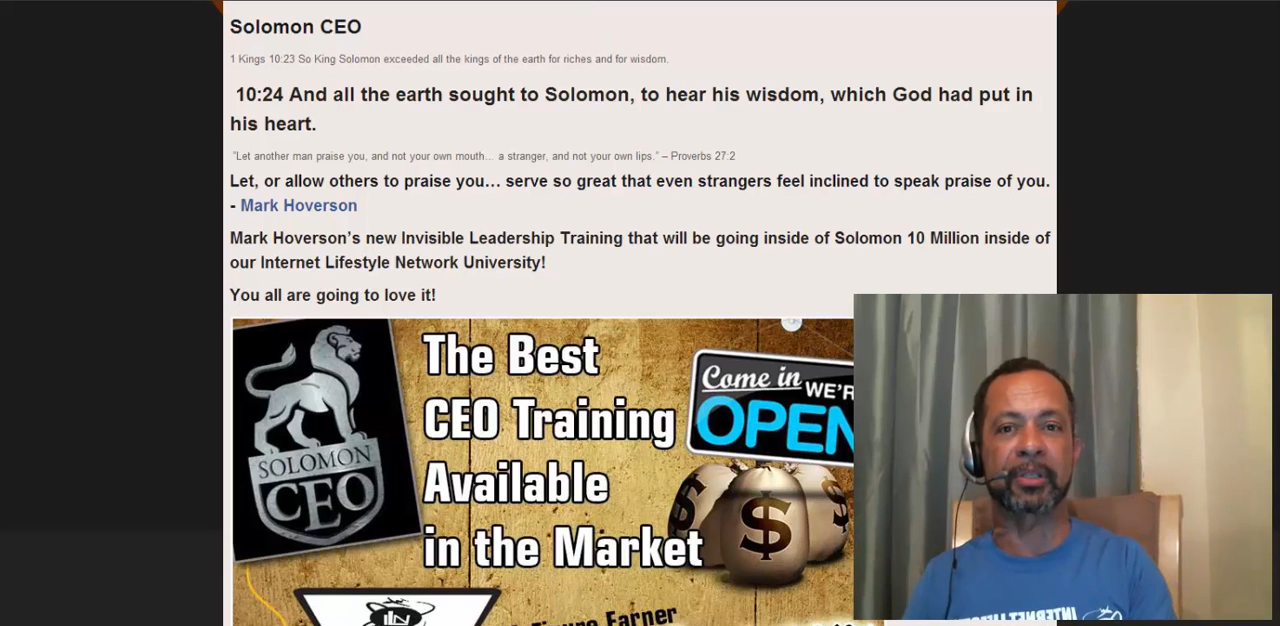 Solomon CEO
1 Kings 10:23 So King Solomon exceeded all the kings of the earth for riches and for wisdom.
10:24 And all the earth sought to Solomon, to hear his wisdom, which God had put in
his heart.
"Let another man praise you, and not your own mouth… a stranger, and not your own lips." – Proverbs 27:2
Let, or allow others to praise you… serve so great that even strangers feel inclined to speak praise of you.
- Mark Hoverson
Mark Hoverson's new Invisible Leadership Training that will be going inside of Solomon 10 Million inside of
our Internet Lifestyle Network University!
You all are going to love it!
The Best
CEO Training
Available
in the Market
SOLOMON
CEO
Come in WE'R
OPEN
$ $ $
ILN
Figure Earner
INTERNET